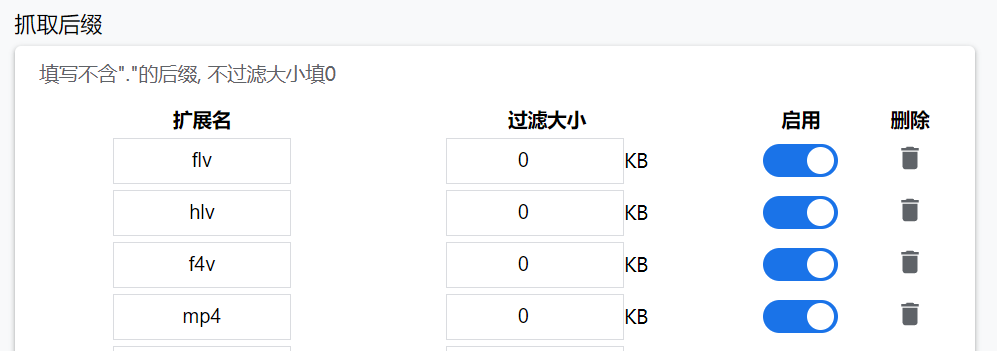 抓取后缀
填写不含"."的后缀, 不过滤大小填0
扩展名 过滤大小 启用 删除
flv 0 KB
hlv 0 KB
f4v 0 KB
mp4 0 KB